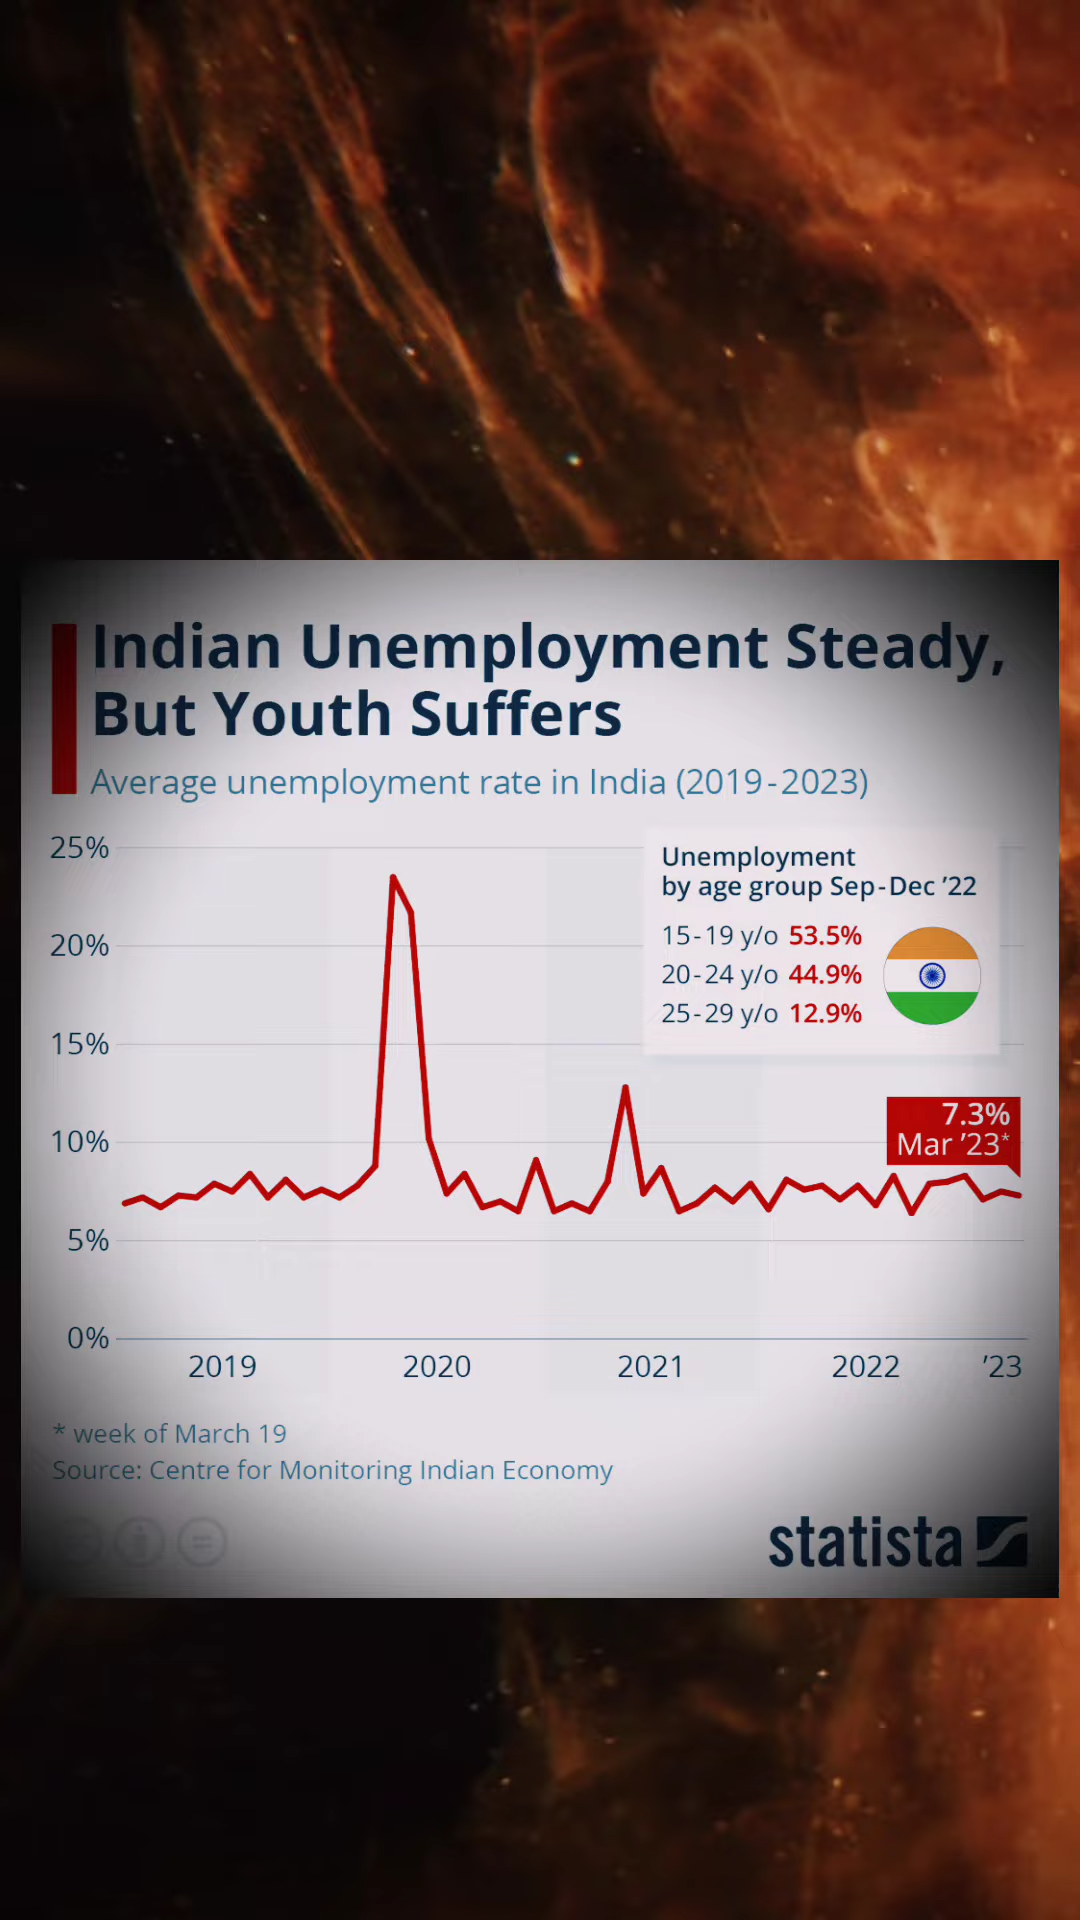 Indian Unemployment Steady,
But Youth Suffers
Average unemployment rate in India (2019-2023)
25%
20%
15%
10%
5%
0%
Unemployment
by age group Sep-Dec ’22
15-19 y/o 53.5%
20-24 y/o 44.9%
25-29 y/o 12.9%
7.3%
Mar ’23*
2019 2020 2021 2022 ’23
* week of March 19
Source: Centre for Monitoring Indian Economy
statista